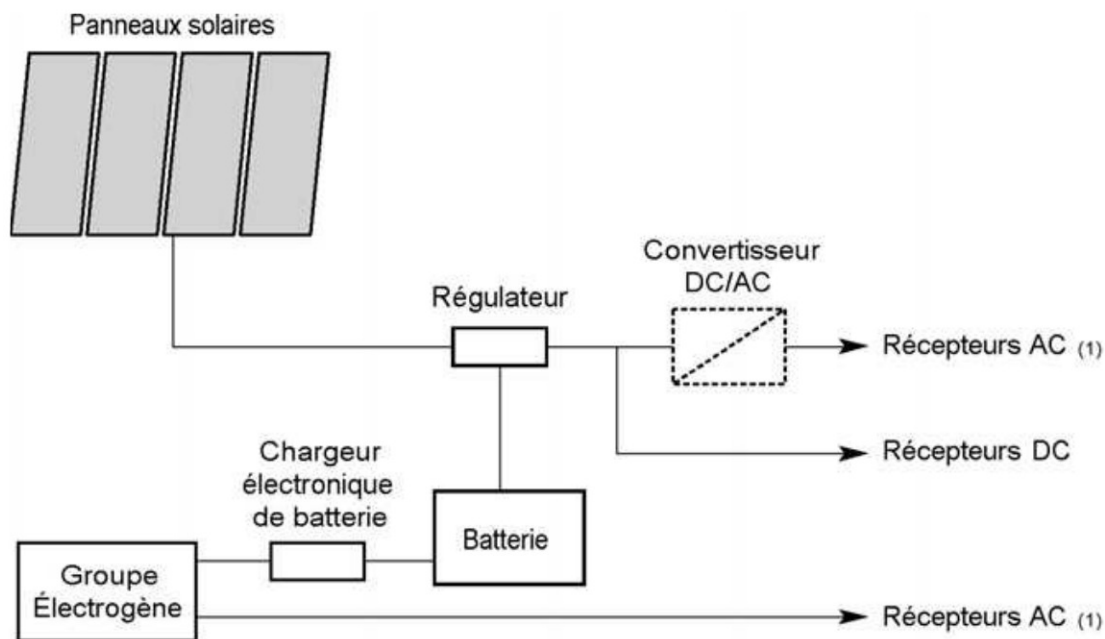 Panneaux solaires
Convertisseur
DC/AC
Régulateur
Récepteurs AC (1)
Récepteurs DC
Chargeur
électronique
de batterie
Batterie
Groupe
Électrogène
Récepteurs AC (1)